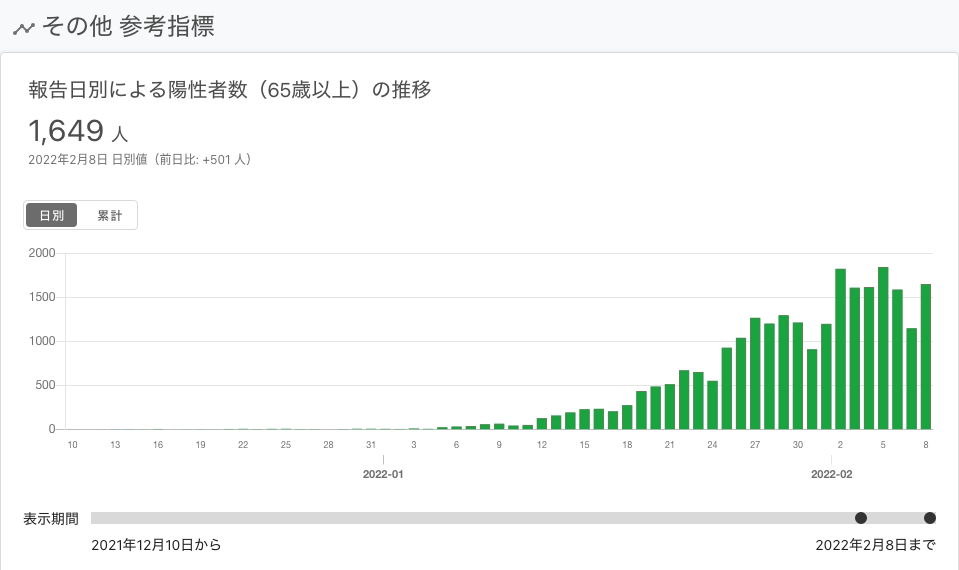 その他 参考指標
報告日別による陽性者数（65歳以上）の推移
1,649 人
2022年2月8日 日別値（前日比: +501 人）
日別 累計
2000
1500
1000
500
0
10 13 16 19 22 25 28 31 3 6 9 12 15 18 21 24 27 30 2 5 8
2022-01 2022-02
表示期間
2021年12月10日から 2022年2月8日まで